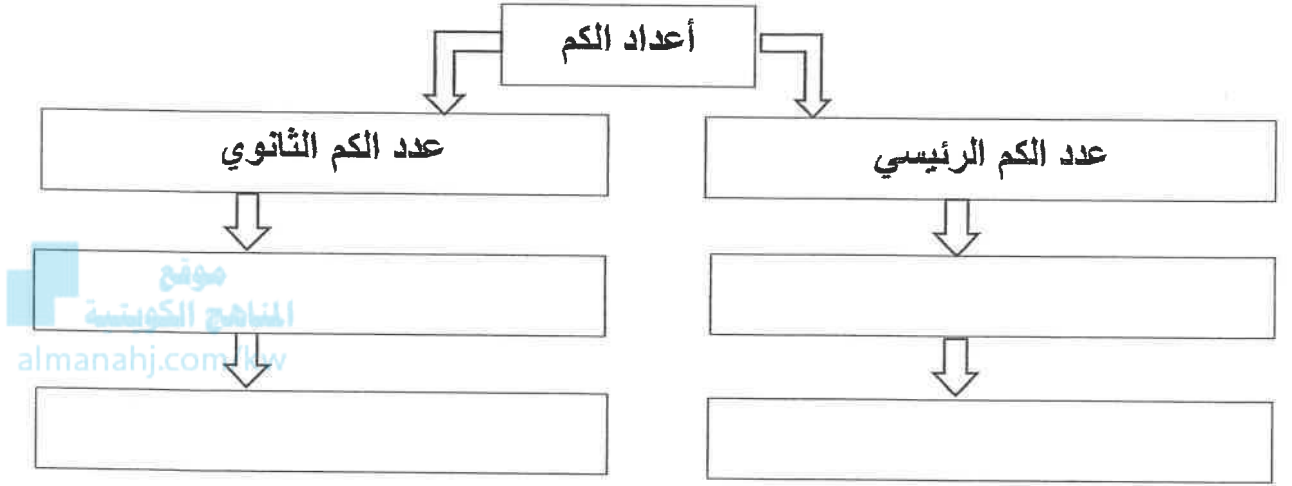 أعداد الكم
عدد الكم الرئيسي
عدد الكم الثانوي
موقع
المناهج الكويتية
almanahj.com/kw